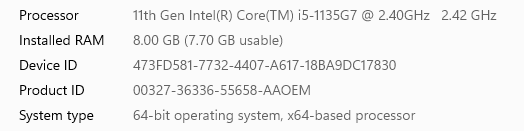 Processor 11th Gen Intel(R) Core(TM) i5-1135G7 @ 2.40GHz 2.42 GHz
Installed RAM 8.00 GB (7.70 GB usable)
Device ID 473FD581-7732-4407-A617-18BA9DC17830
Product ID 00327-36336-55658-AAOEM
System type 64-bit operating system, x64-based processor